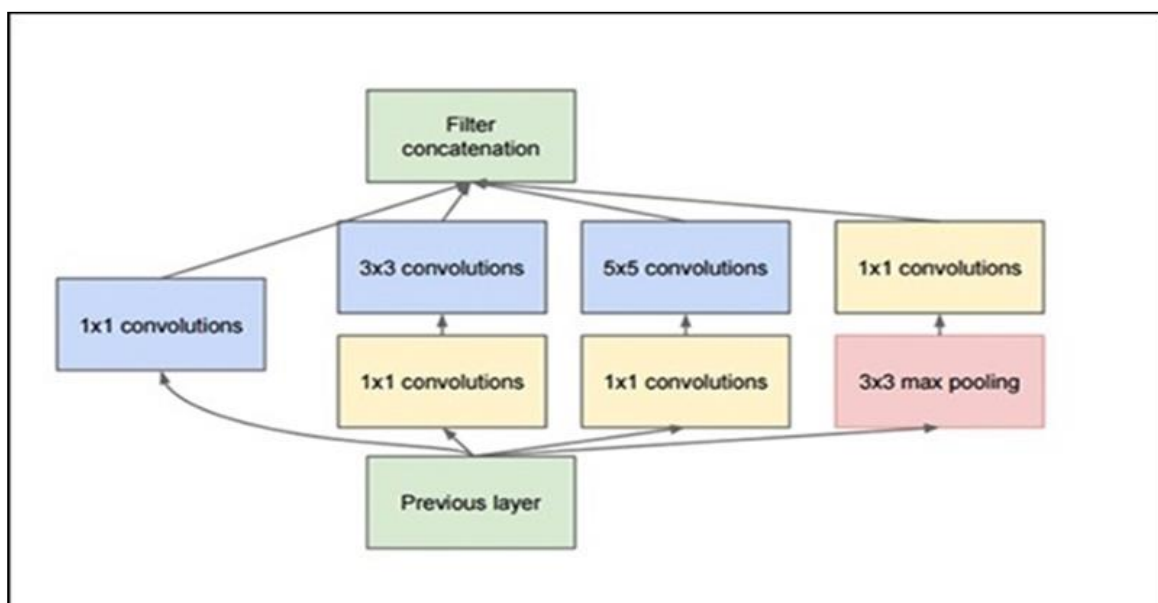 Filter
concatenation
3x3 convolutions
5x5 convolutions
1x1 convolutions
1x1 convolutions
1x1 convolutions
1x1 convolutions
3x3 max pooling
Previous layer